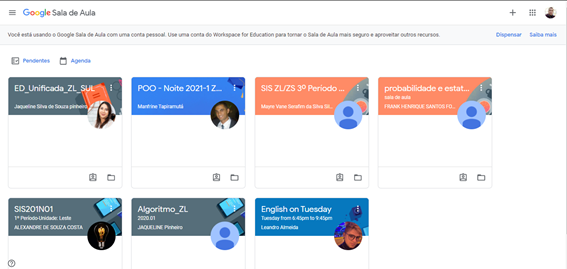 Google Sala de Aula
Você está usando o Google Sala de Aula com uma conta pessoal. Use uma conta do Workspace for Education para tornar o Sala de Aula mais seguro e aproveitar outros recursos. Dispensar Saiba mais
Pendentes Agenda
ED_Unificada_ZL_SUL
Jaqueline Silva de Souza pinheiro
POO - Noite 2021-1 Z...
Manfrine Tapiramutá
SIS ZL/ZS 3º Período ...
Mayre Vane Serafim da Silva Sil...
probabilidade e estat...
sala de aula
FRANK HENRIQUE SANTOS FO...
SIS201N01
1º Período-Unidade: Leste
ALEXANDRE DE SOUZA COSTA
Algoritmo_ZL
2020.01
JAQUELINE Pinheiro
English on Tuesday
Tuesday from 6:45pm to 9:45pm
Leandro Almeida